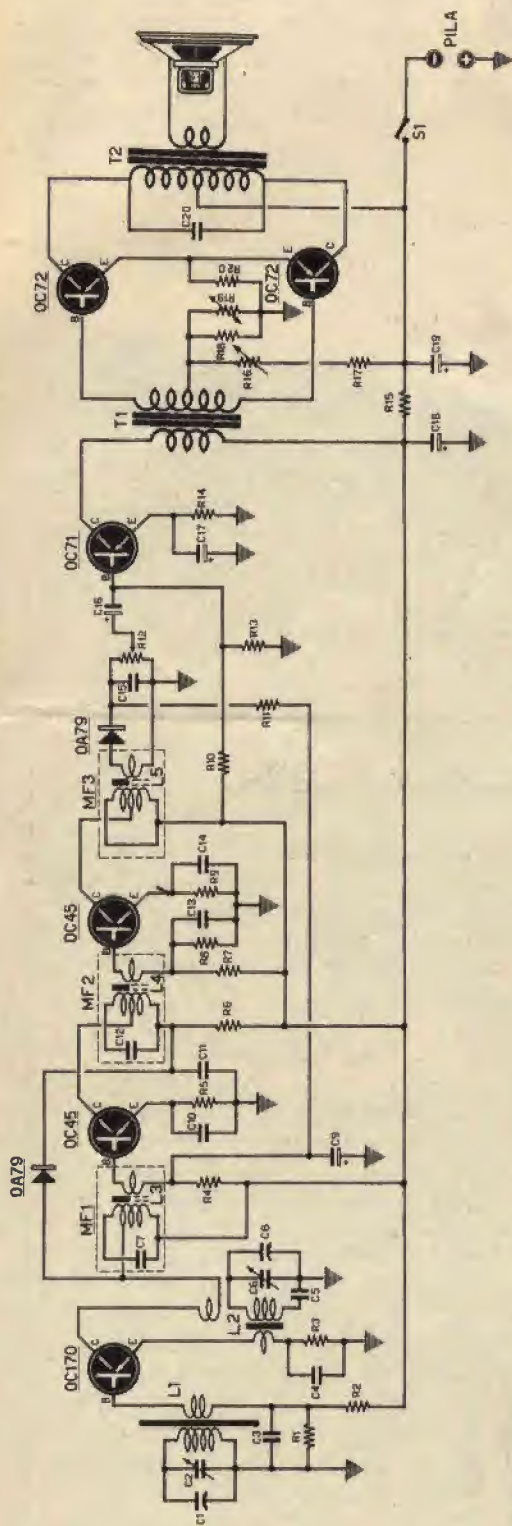 OC170
OA79
OC45
OC45
OA79
OC71
OC72
OC72
MF1
MF2
MF3
T1
T2
L1
L2
L3
L4
L5
C1
C2
C3
C4
C5
C6
C6
C7
C9
C10
C11
C12
C13
C14
C15
C16
C17
C18
C19
C20
R1
R2
R3
R4
R5
R6
R7
R8
R9
R10
R11
R12
R13
R14
R15
R16
R17
R18
R19
R20
B
C
E
B
C
E
B
C
E
B
C
E
B
C
E
B
E
C
S1
PILA